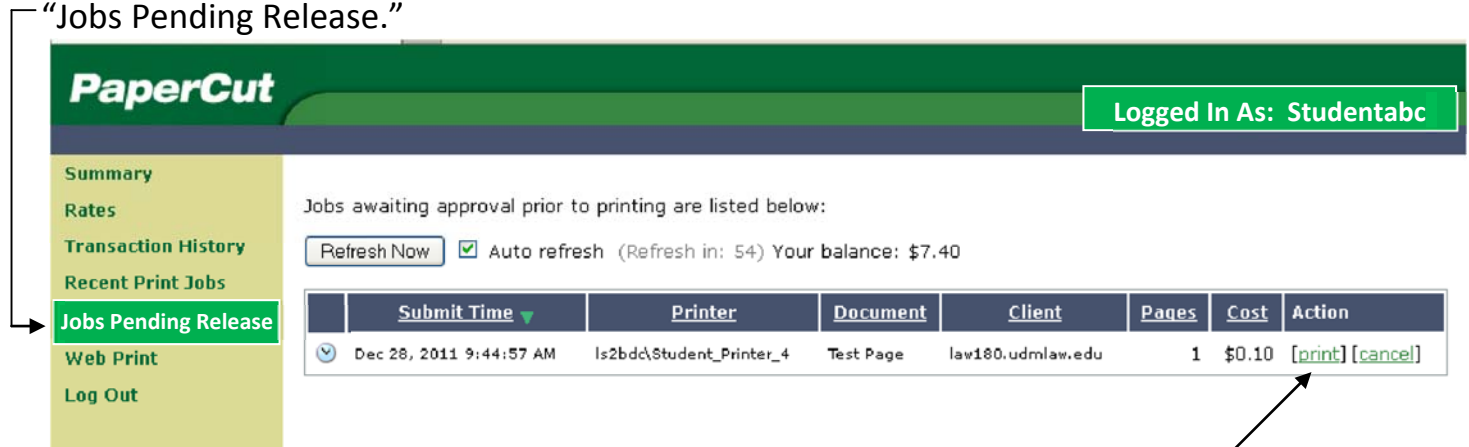 “Jobs Pending Release.”
PaperCut
Logged In As: Studentabc
Summary
Rates
Transaction History
Recent Print Jobs
Jobs Pending Release
Web Print
Log Out
Jobs awaiting approval prior to printing are listed below:
Refresh Now Auto refresh (Refresh in: 54) Your balance: $7.40
Submit Time Printer Document Client Pages Cost Action
Dec 28, 2011 9:44:57 AM ls2bdc\Student_Printer_4 Test Page law180.udmlaw.edu 1 $0.10 [print] [cancel]